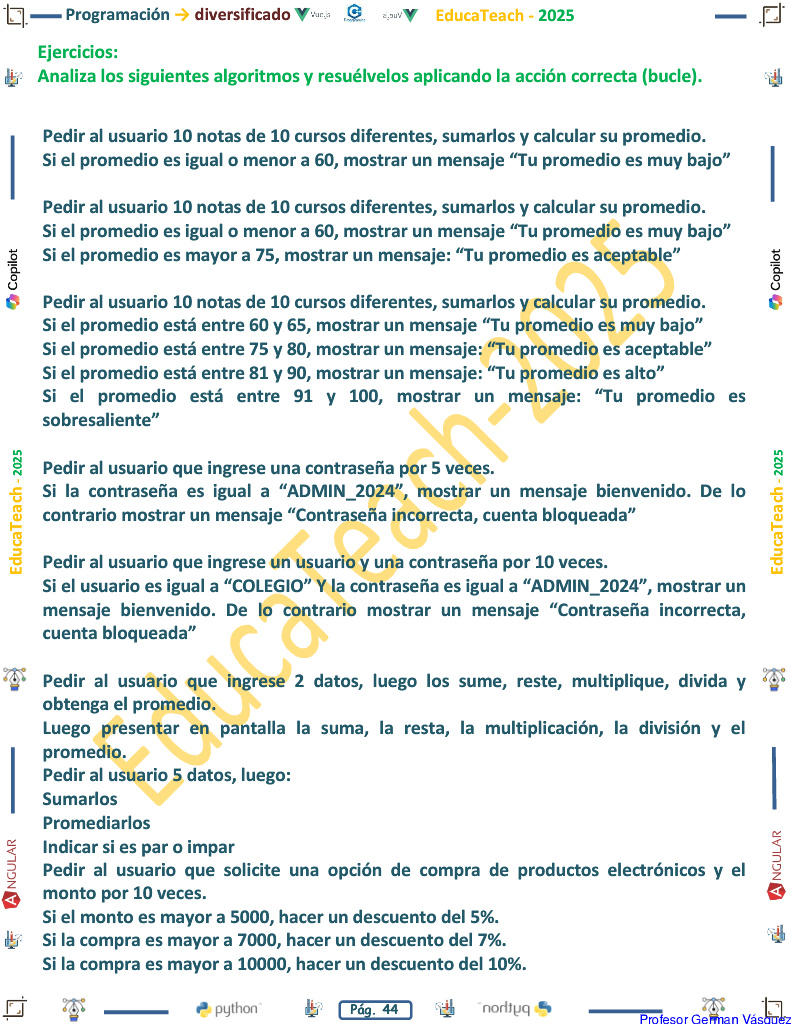 Programación → diversificado Vue.js EducaTeach - 2025
Ejercicios:
Analiza los siguientes algoritmos y resuélvelos aplicando la acción correcta (bucle).
Pedir al usuario 10 notas de 10 cursos diferentes, sumarlos y calcular su promedio.
Si el promedio es igual o menor a 60, mostrar un mensaje “Tu promedio es muy bajo”
Pedir al usuario 10 notas de 10 cursos diferentes, sumarlos y calcular su promedio.
Si el promedio es igual o menor a 60, mostrar un mensaje “Tu promedio es muy bajo”
Si el promedio es mayor a 75, mostrar un mensaje: “Tu promedio es aceptable”
Pedir al usuario 10 notas de 10 cursos diferentes, sumarlos y calcular su promedio.
Si el promedio está entre 60 y 65, mostrar un mensaje “Tu promedio es muy bajo”
Si el promedio está entre 75 y 80, mostrar un mensaje: “Tu promedio es aceptable”
Si el promedio está entre 81 y 90, mostrar un mensaje: “Tu promedio es alto”
Si el promedio está entre 91 y 100, mostrar un mensaje: “Tu promedio es
sobresaliente”
Pedir al usuario que ingrese una contraseña por 5 veces.
Si la contraseña es igual a “ADMIN_2024”, mostrar un mensaje bienvenido. De lo
contrario mostrar un mensaje “Contraseña incorrecta, cuenta bloqueada”
Pedir al usuario que ingrese un usuario y una contraseña por 10 veces.
Si el usuario es igual a “COLEGIO” Y la contraseña es igual a “ADMIN_2024”, mostrar un
mensaje bienvenido. De lo contrario mostrar un mensaje “Contraseña incorrecta,
cuenta bloqueada”
Pedir al usuario que ingrese 2 datos, luego los sume, reste, multiplique, divida y
obtenga el promedio.
Luego presentar en pantalla la suma, la resta, la multiplicación, la división y el
promedio.
Pedir al usuario 5 datos, luego:
Sumarlos
Promediarlos
Indicar si es par o impar
Pedir al usuario que solicite una opción de compra de productos electrónicos y el
monto por 10 veces.
Si el monto es mayor a 5000, hacer un descuento del 5%.
Si la compra es mayor a 7000, hacer un descuento del 7%.
Si la compra es mayor a 10000, hacer un descuento del 10%.
Copilot
EducaTeach - 2025
ANGULAR
Copilot
EducaTeach - 2025
ANGULAR
EducaTeach-2025
python Pág. 44 python
Profesor German Vásquez